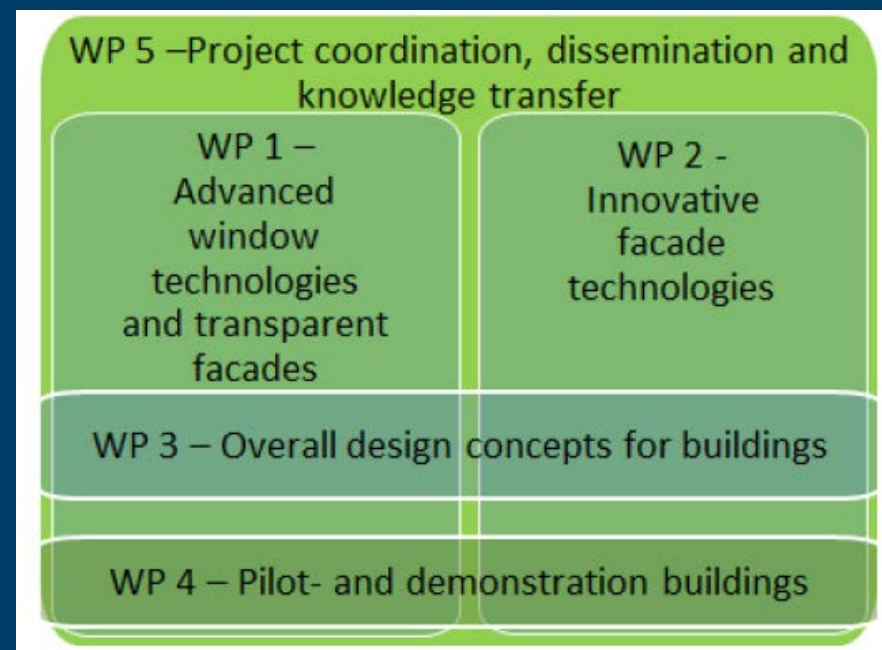 WP 5 –Project coordination, dissemination and
knowledge transfer
WP 1 –
Advanced
window
technologies
and transparent
facades
WP 2 -
Innovative
facade
technologies
WP 3 – Overall design concepts for buildings
WP 4 – Pilot- and demonstration buildings